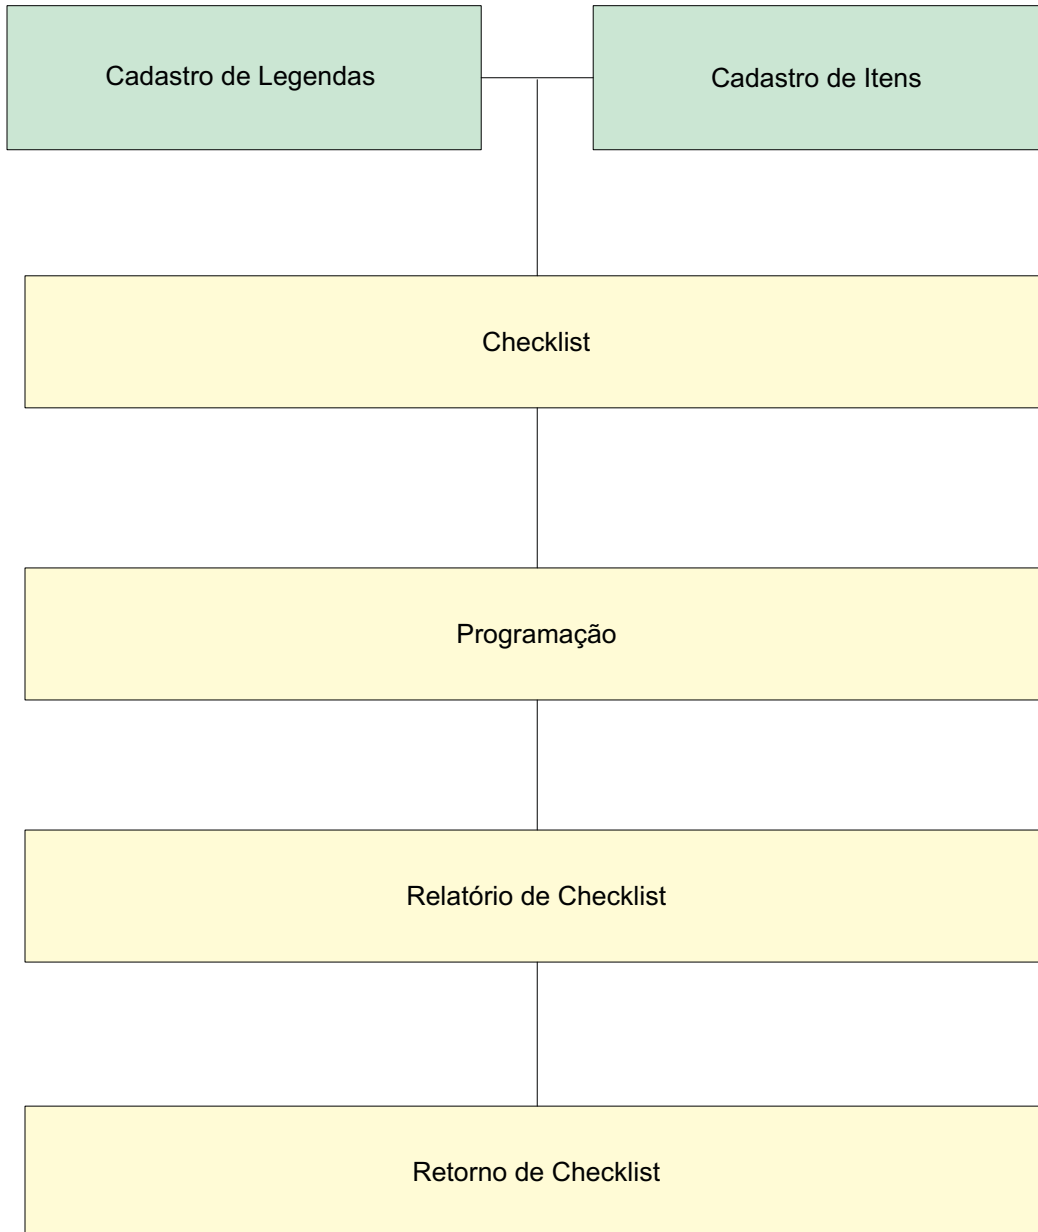 Cadastro de Legendas
Cadastro de Itens
Checklist
Programação
Relatório de Checklist
Retorno de Checklist